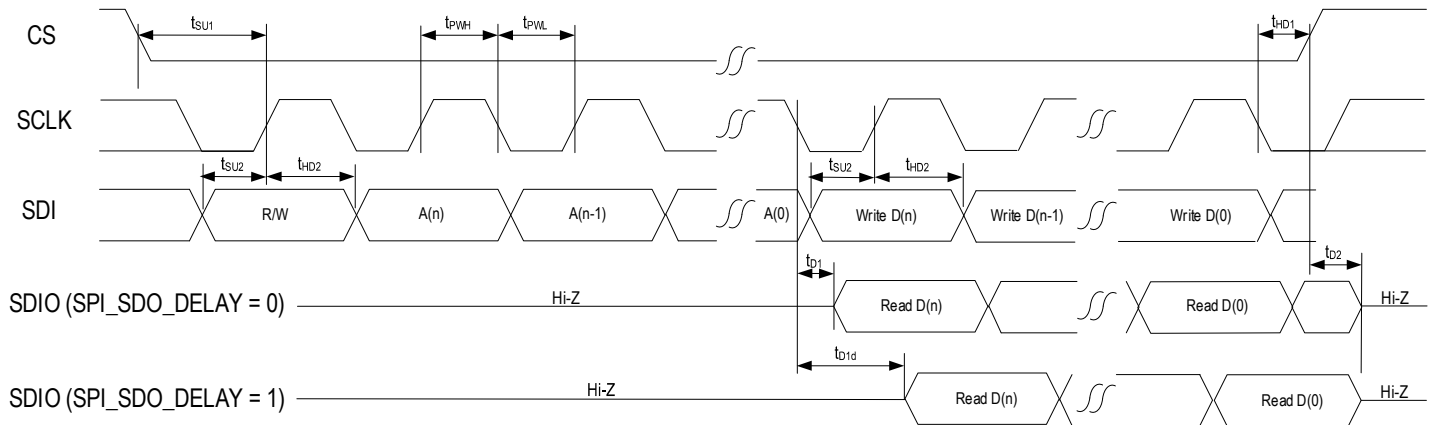 CS tSU1 tPWH tPWL tHD1
SCLK
tSU2 tHD2 tSU2 tHD2
SDI R/W A(n) A(n-1) A(0) Write D(n) Write D(n-1) Write D(0)
tD1 tD2
SDIO (SPI_SDO_DELAY = 0) Hi-Z Read D(n) Read D(0) Hi-Z
tD1d
SDIO (SPI_SDO_DELAY = 1) Hi-Z Read D(n) Read D(0) Hi-Z